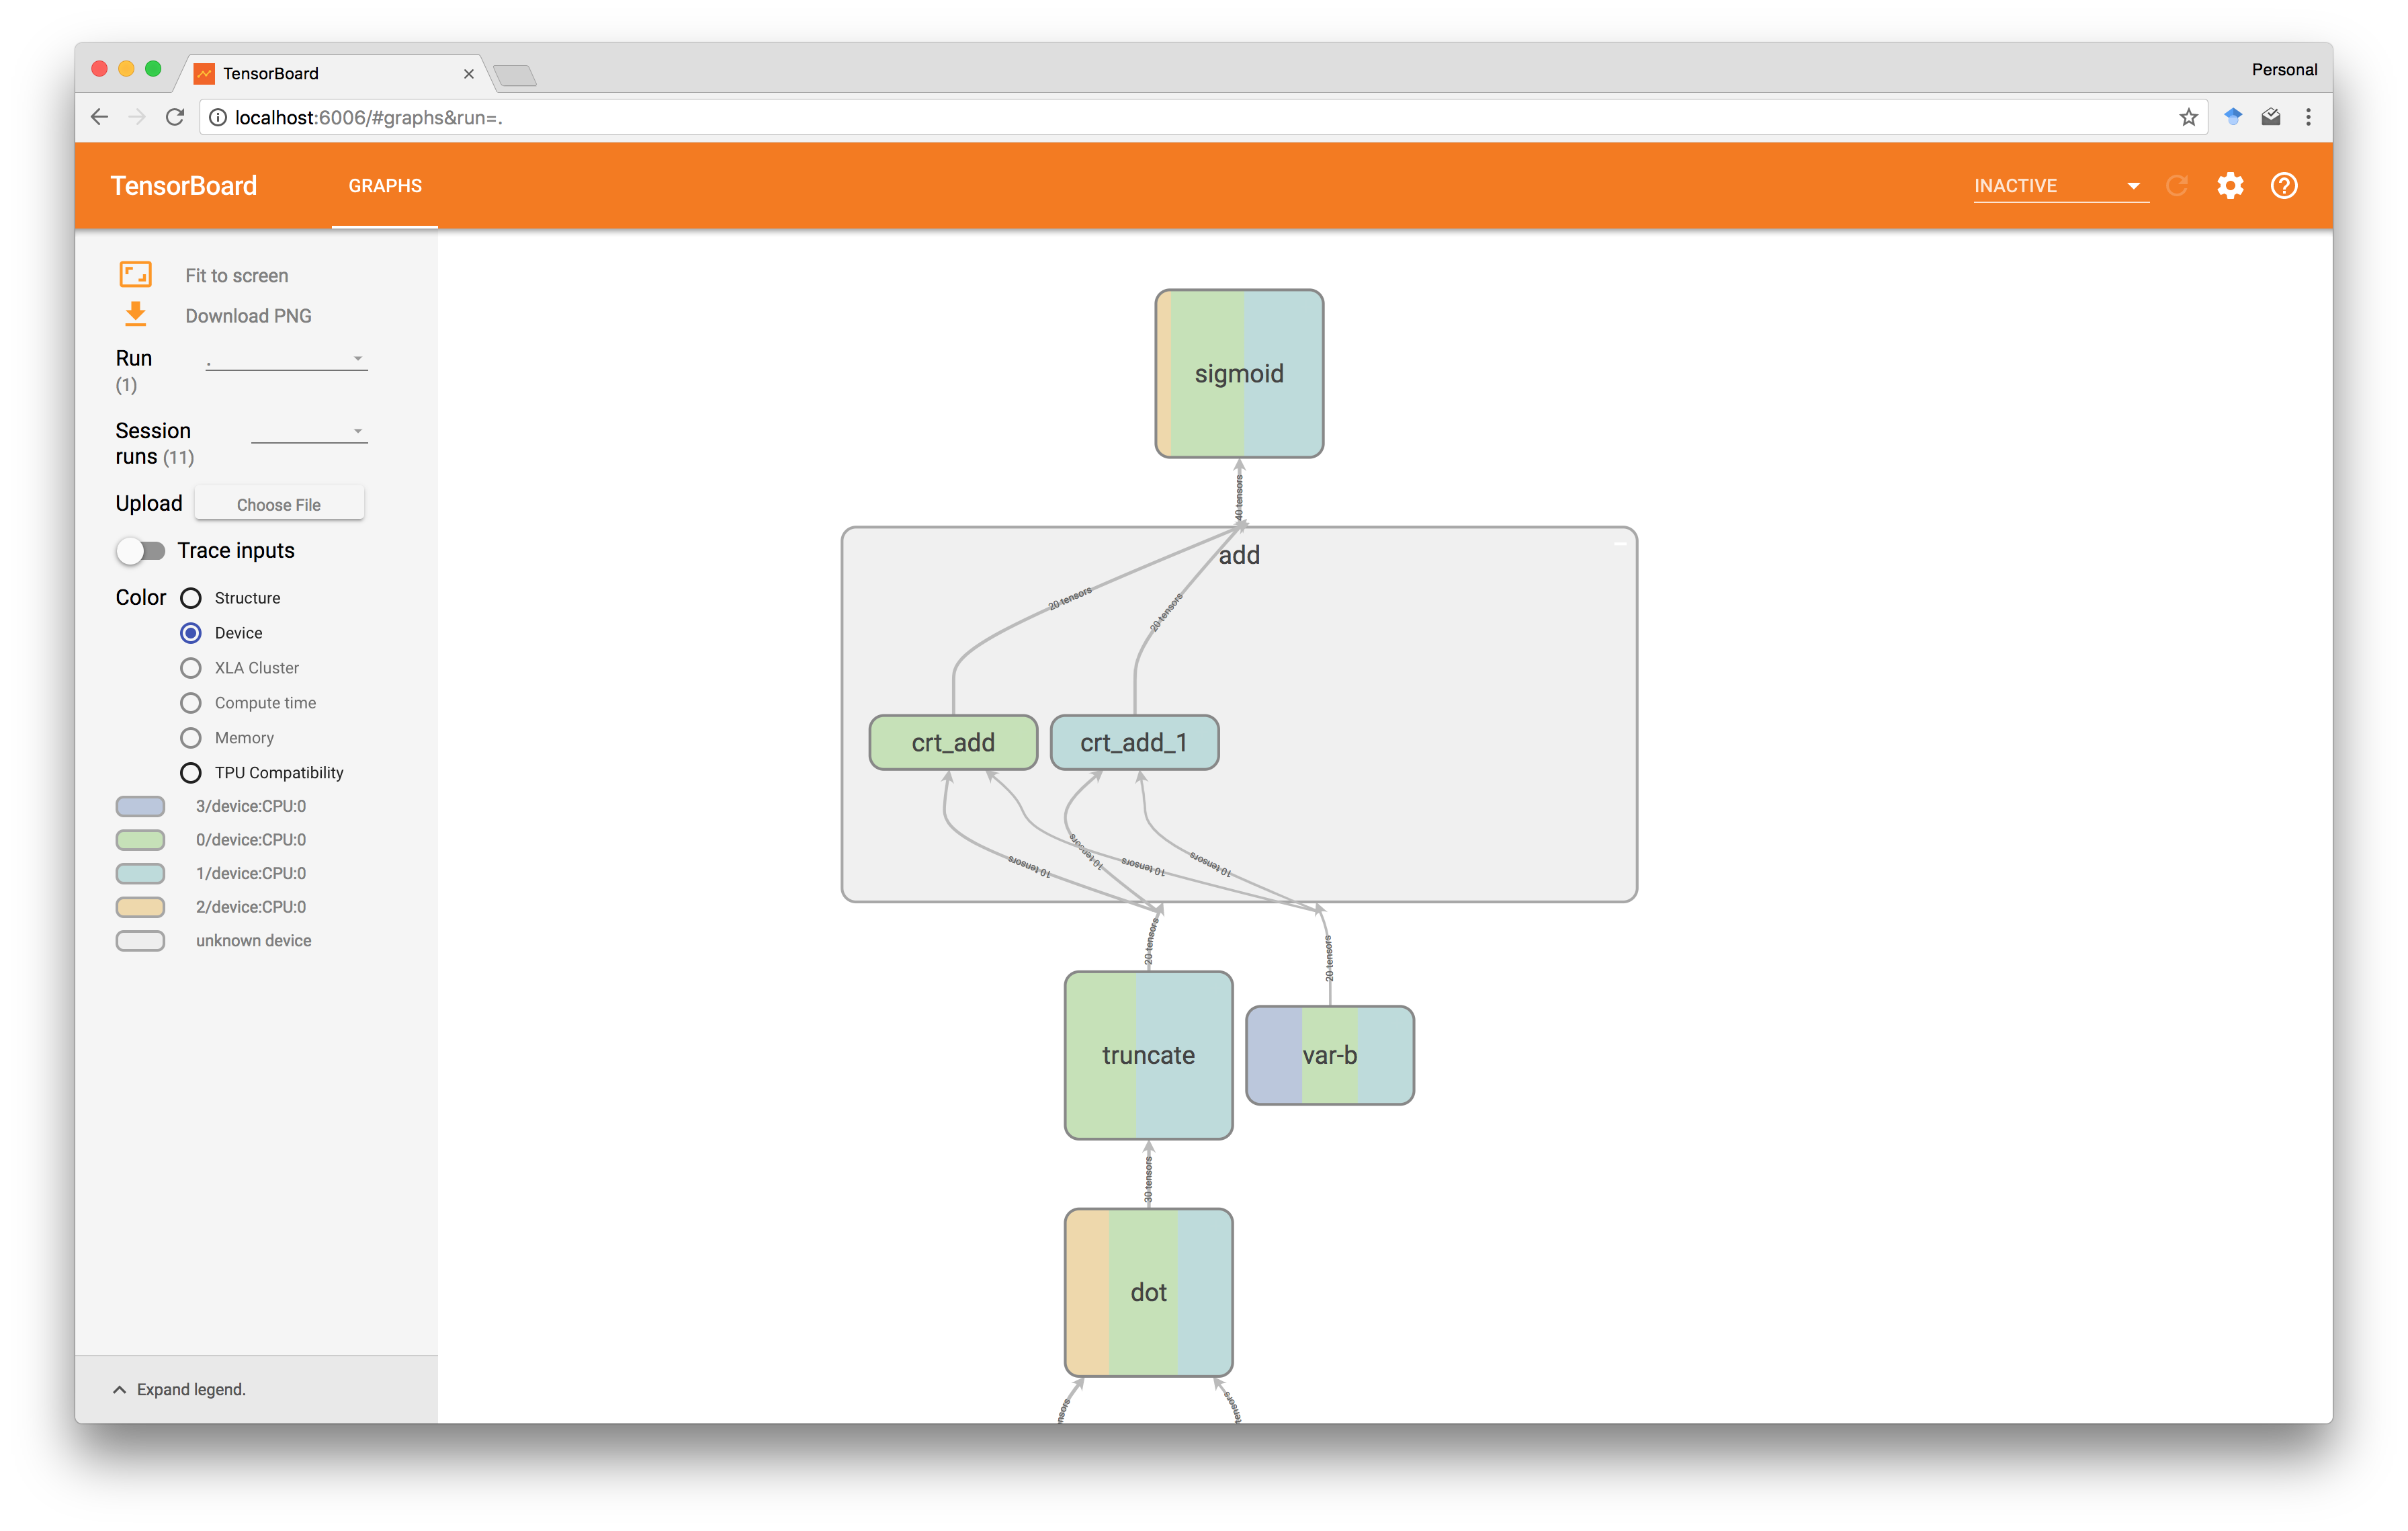 TensorBoard
Personal
localhost:6006/#graphs&run=.
TensorBoard
GRAPHS
INACTIVE
Fit to screen
Download PNG
Run
(1)
.
Session
runs (11)
Upload
Choose File
Trace inputs
Color
Structure
Device
XLA Cluster
Compute time
Memory
TPU Compatibility
3/device:CPU:0
0/device:CPU:0
1/device:CPU:0
2/device:CPU:0
unknown device
Expand legend.
sigmoid
40 tensors
add
20 tensors
20 tensors
crt_add
crt_add_1
10 tensors
10 tensors
10 tensors
10 tensors
20 tensors
20 tensors
truncate
var-b
30 tensors
dot